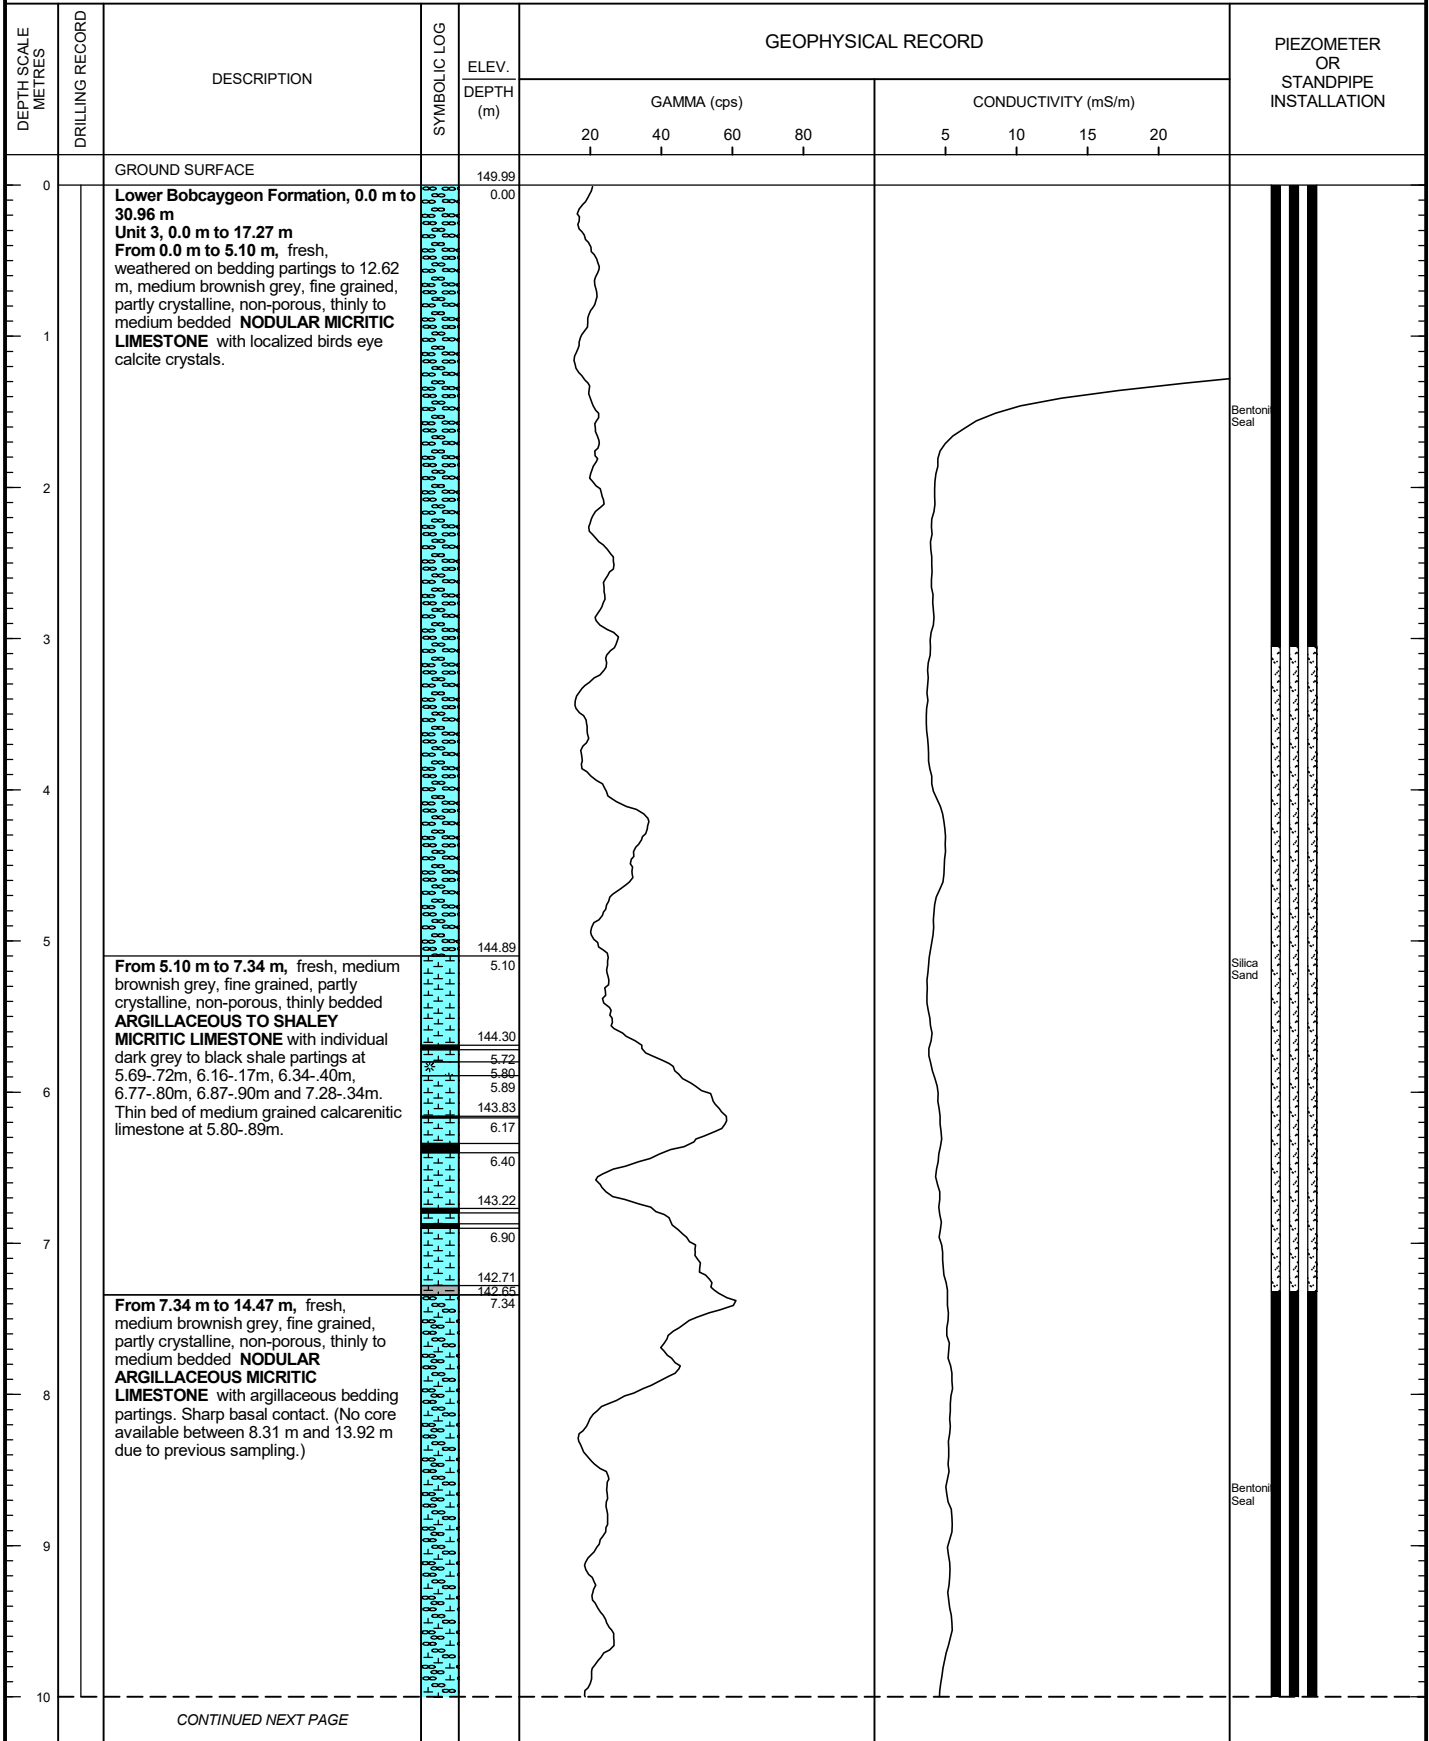 DEPTH SCALE
METRES
DRILLING RECORD
DESCRIPTION
SYMBOLIC LOG
ELEV.
DEPTH
(m)
GEOPHYSICAL RECORD
GAMMA (cps)
20 40 60 80
CONDUCTIVITY (mS/m)
5 10 15 20
PIEZOMETER
OR
STANDPIPE
INSTALLATION
GROUND SURFACE
149.99
0
0.00
Lower Bobcaygeon Formation, 0.0 m to
30.96 m
Unit 3, 0.0 m to 17.27 m
From 0.0 m to 5.10 m, fresh,
weathered on bedding partings to 12.62
m, medium brownish grey, fine grained,
partly crystalline, non-porous, thinly to
medium bedded NODULAR MICRITIC
LIMESTONE with localized birds eye
calcite crystals.
1
Bentoni
Seal
2
3
4
5
144.89
5.10
From 5.10 m to 7.34 m, fresh, medium
brownish grey, fine grained, partly
crystalline, non-porous, thinly bedded
ARGILLACEOUS TO SHALEY
MICRITIC LIMESTONE with individual
dark grey to black shale partings at
5.69-.72m, 6.16-.17m, 6.34-.40m,
6.77-.80m, 6.87-.90m and 7.28-.34m.
Thin bed of medium grained calcarenitic
limestone at 5.80-.89m.
Silica
Sand
144.30
5.72
5.80
5.89
6
143.83
6.17
6.40
143.22
6.90
7
142.71
142.65
7.34
From 7.34 m to 14.47 m, fresh,
medium brownish grey, fine grained,
partly crystalline, non-porous, thinly to
medium bedded NODULAR
ARGILLACEOUS MICRITIC
LIMESTONE with argillaceous bedding
partings. Sharp basal contact. (No core
available between 8.31 m and 13.92 m
due to previous sampling.)
8
Bentoni
Seal
9
10
CONTINUED NEXT PAGE